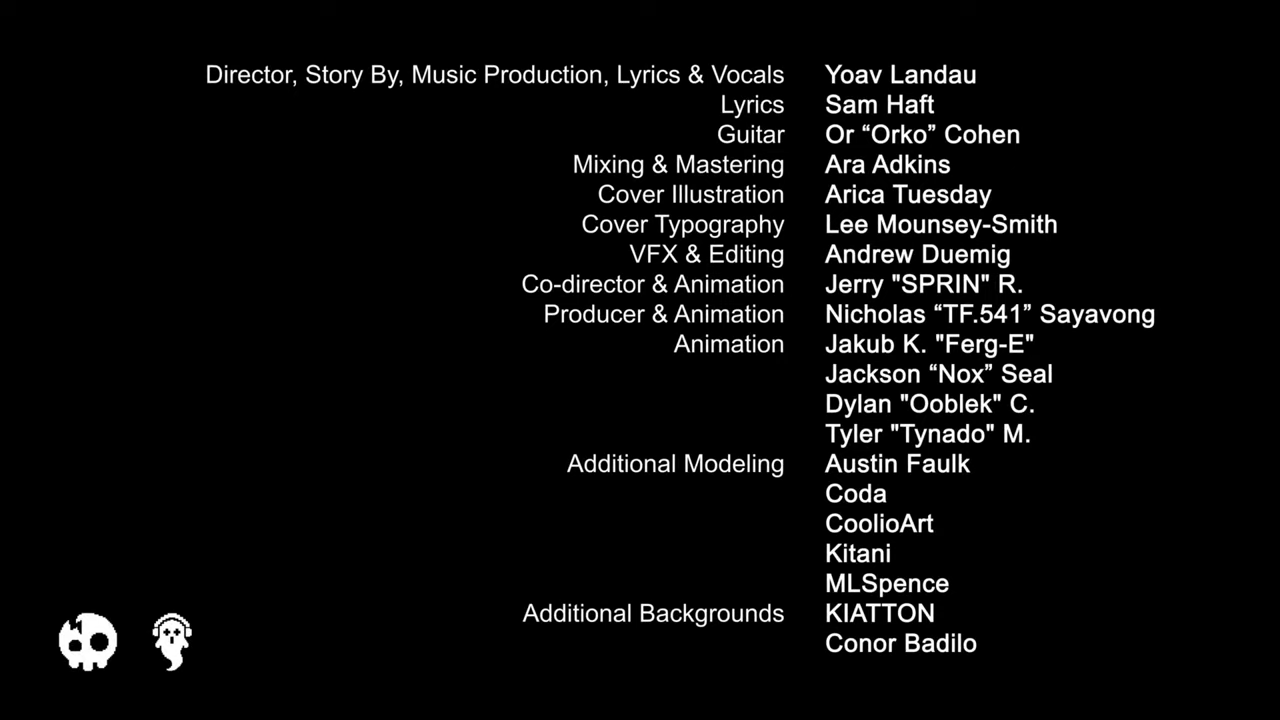 Director, Story By, Music Production, Lyrics & Vocals Yoav Landau
Lyrics Sam Haft
Guitar Or “Orko” Cohen
Mixing & Mastering Ara Adkins
Cover Illustration Arica Tuesday
Cover Typography Lee Mounsey-Smith
VFX & Editing Andrew Duemig
Co-director & Animation Jerry "SPRIN" R.
Producer & Animation Nicholas “TF.541” Sayavong
Animation Jakub K. "Ferg-E"
Jackson “Nox” Seal
Dylan "Ooblek" C.
Tyler "Tynado" M.
Additional Modeling Austin Faulk
Coda
CoolioArt
Kitani
MLSpence
Additional Backgrounds KIATTON
Conor Badilo